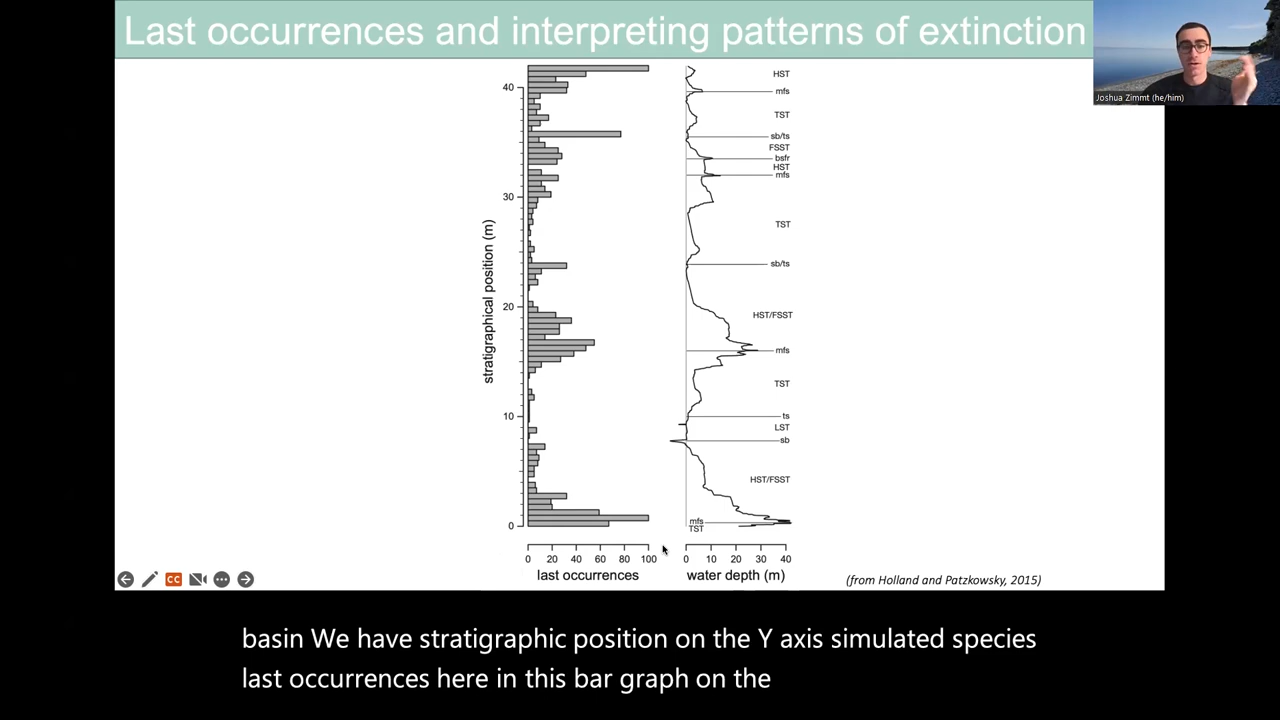 Last occurrences and interpreting patterns of extinction
Joshua Zimmt (he/him)
stratigraphical position (m)
40
30
20
10
0
0 20 40 60 80 100
last occurrences
HST
mfs
TST
sb/ts
FSST
bsfr
HST
mfs
TST
sb/ts
HST/FSST
mfs
TST
ts
LST
sb
HST/FSST
mfs
TST
0 10 20 30 40
water depth (m)
(from Holland and Patzkowsky, 2015)
CC
basin We have stratigraphic position on the Y axis simulated species
last occurrences here in this bar graph on the